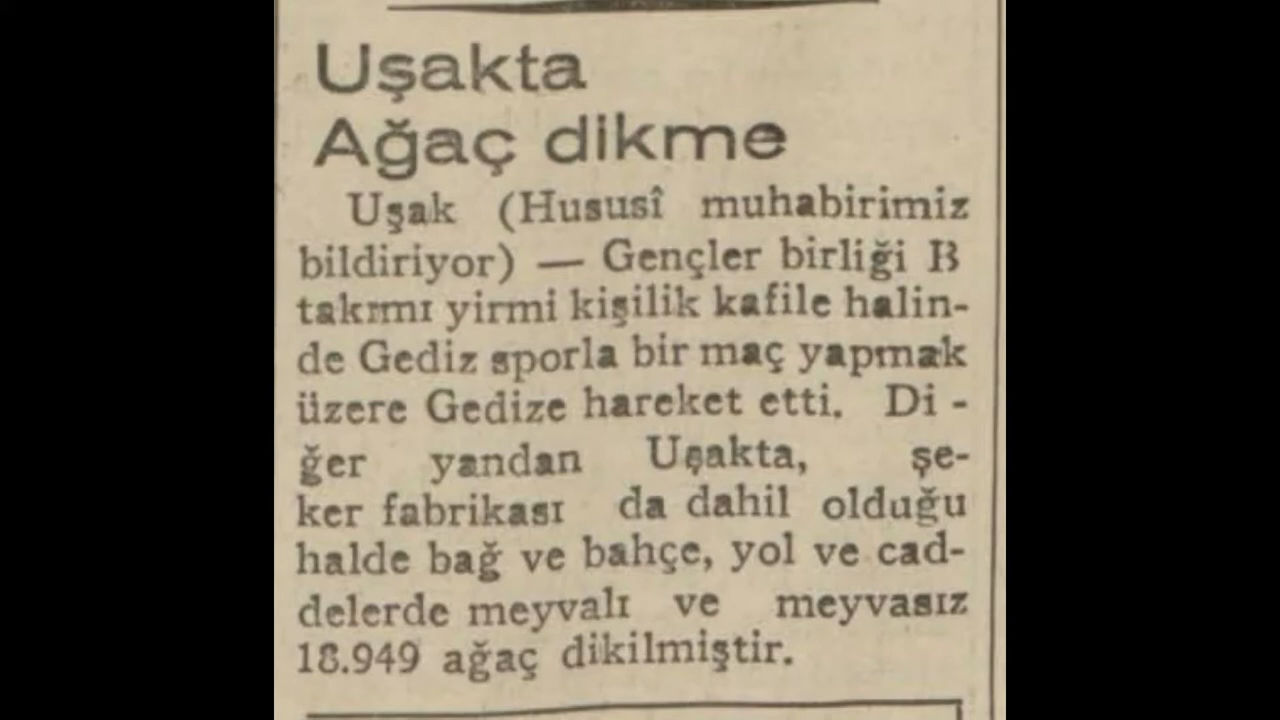 Uşakta
Ağaç dikme
Uşak (Hususî muhabirimiz
bildiriyor) — Gençler birliği B
takımı yirmi kişilik kafile halin-
de Gediz sporla bir maç yapmak
üzere Gedize hareket etti. Di -
ğer yandan Uşakta, şe-
ker fabrikası da dahil olduğu
halde bağ ve bahçe, yol ve cad-
delerde meyvalı ve meyvasız
18.949 ağaç dikilmiştir.